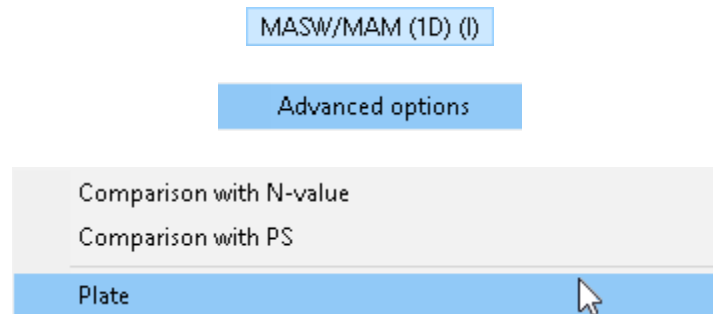 MASW/MAM (1D) (I)
Advanced options
Comparison with N-value
Comparison with PS
Plate